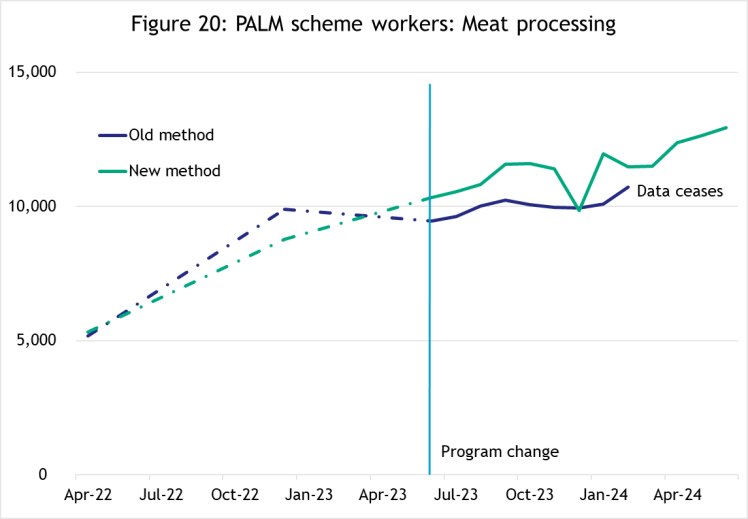 Figure 20: PALM scheme workers: Meat processing
15,000
Old method
New method
10,000
Data ceases
5,000
Program change
0
Apr-22 Jul-22 Oct-22 Jan-23 Apr-23 Jul-23 Oct-23 Jan-24 Apr-24